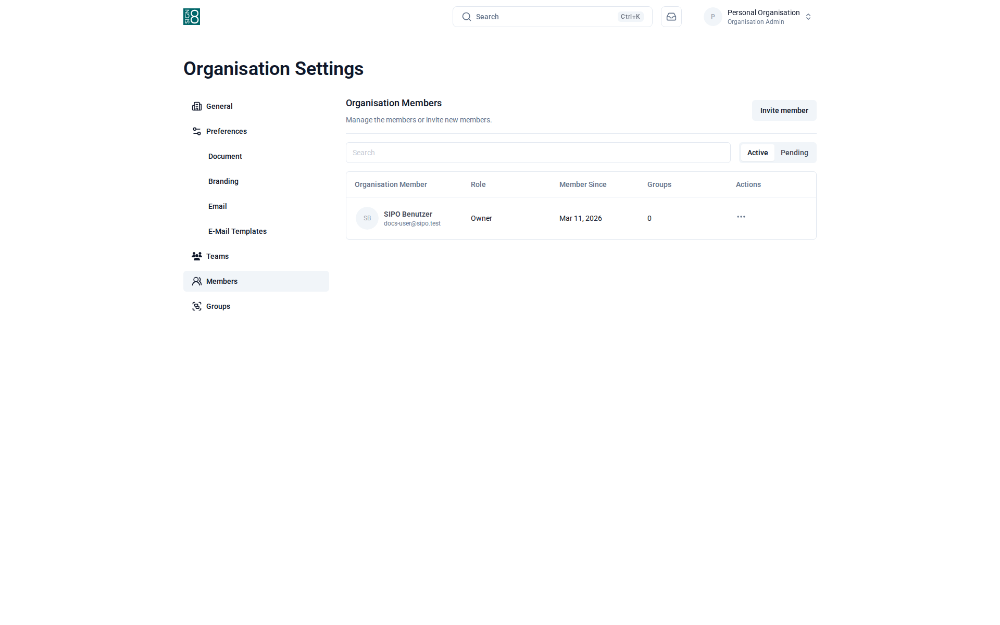 SIGN8
Search
Ctrl+K
P
Personal Organisation
Organisation Admin
Organisation Settings
General
Preferences
Document
Branding
Email
E-Mail Templates
Teams
Members
Groups
Organisation Members
Manage the members or invite new members.
Invite member
Search
Active
Pending
Organisation Member
Role
Member Since
Groups
Actions
SB
SIPO Benutzer
docs-user@sipo.test
Owner
Mar 11, 2026
0